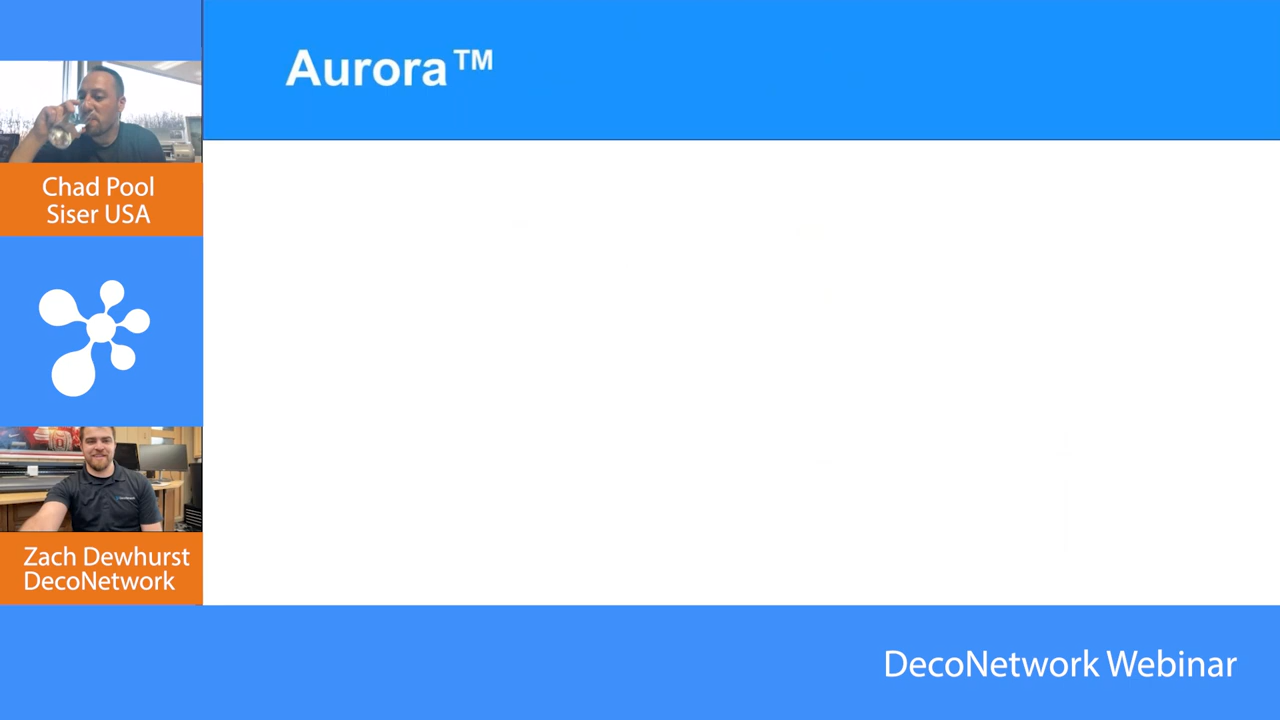 Aurora™
Chad Pool
Siser USA
Zach Dewhurst
DecoNetwork
DecoNetwork Webinar